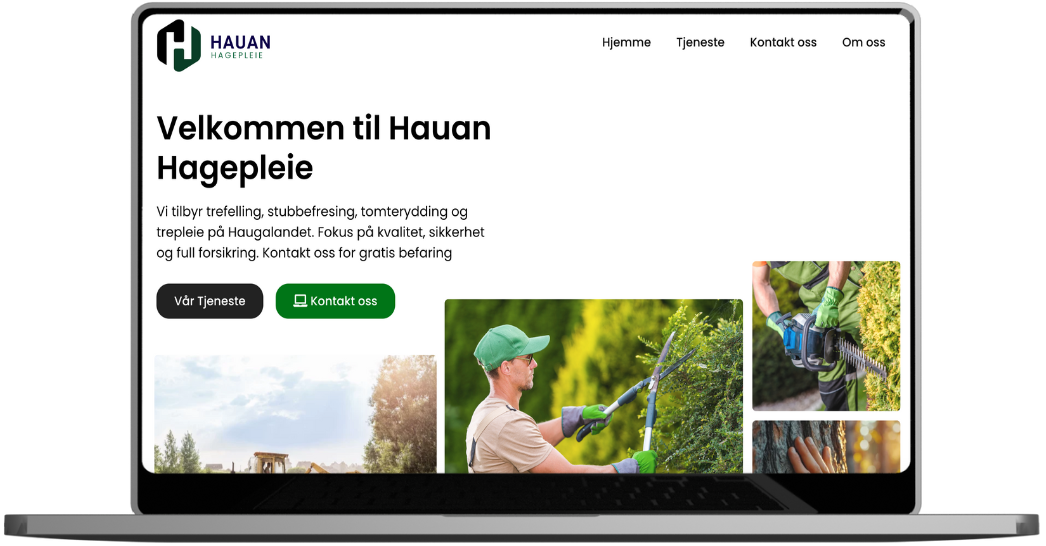 HAUAN
HAGEPLEIE
Hjemme Tjeneste Kontakt oss Om oss
Velkommen til Hauan
Hagepleie
Vi tilbyr trefelling, stubbefresing, tomterydding og
trepleie på Haugalandet. Fokus på kvalitet, sikkerhet
og full forsikring. Kontakt oss for gratis befaring
Vår Tjeneste Kontakt oss